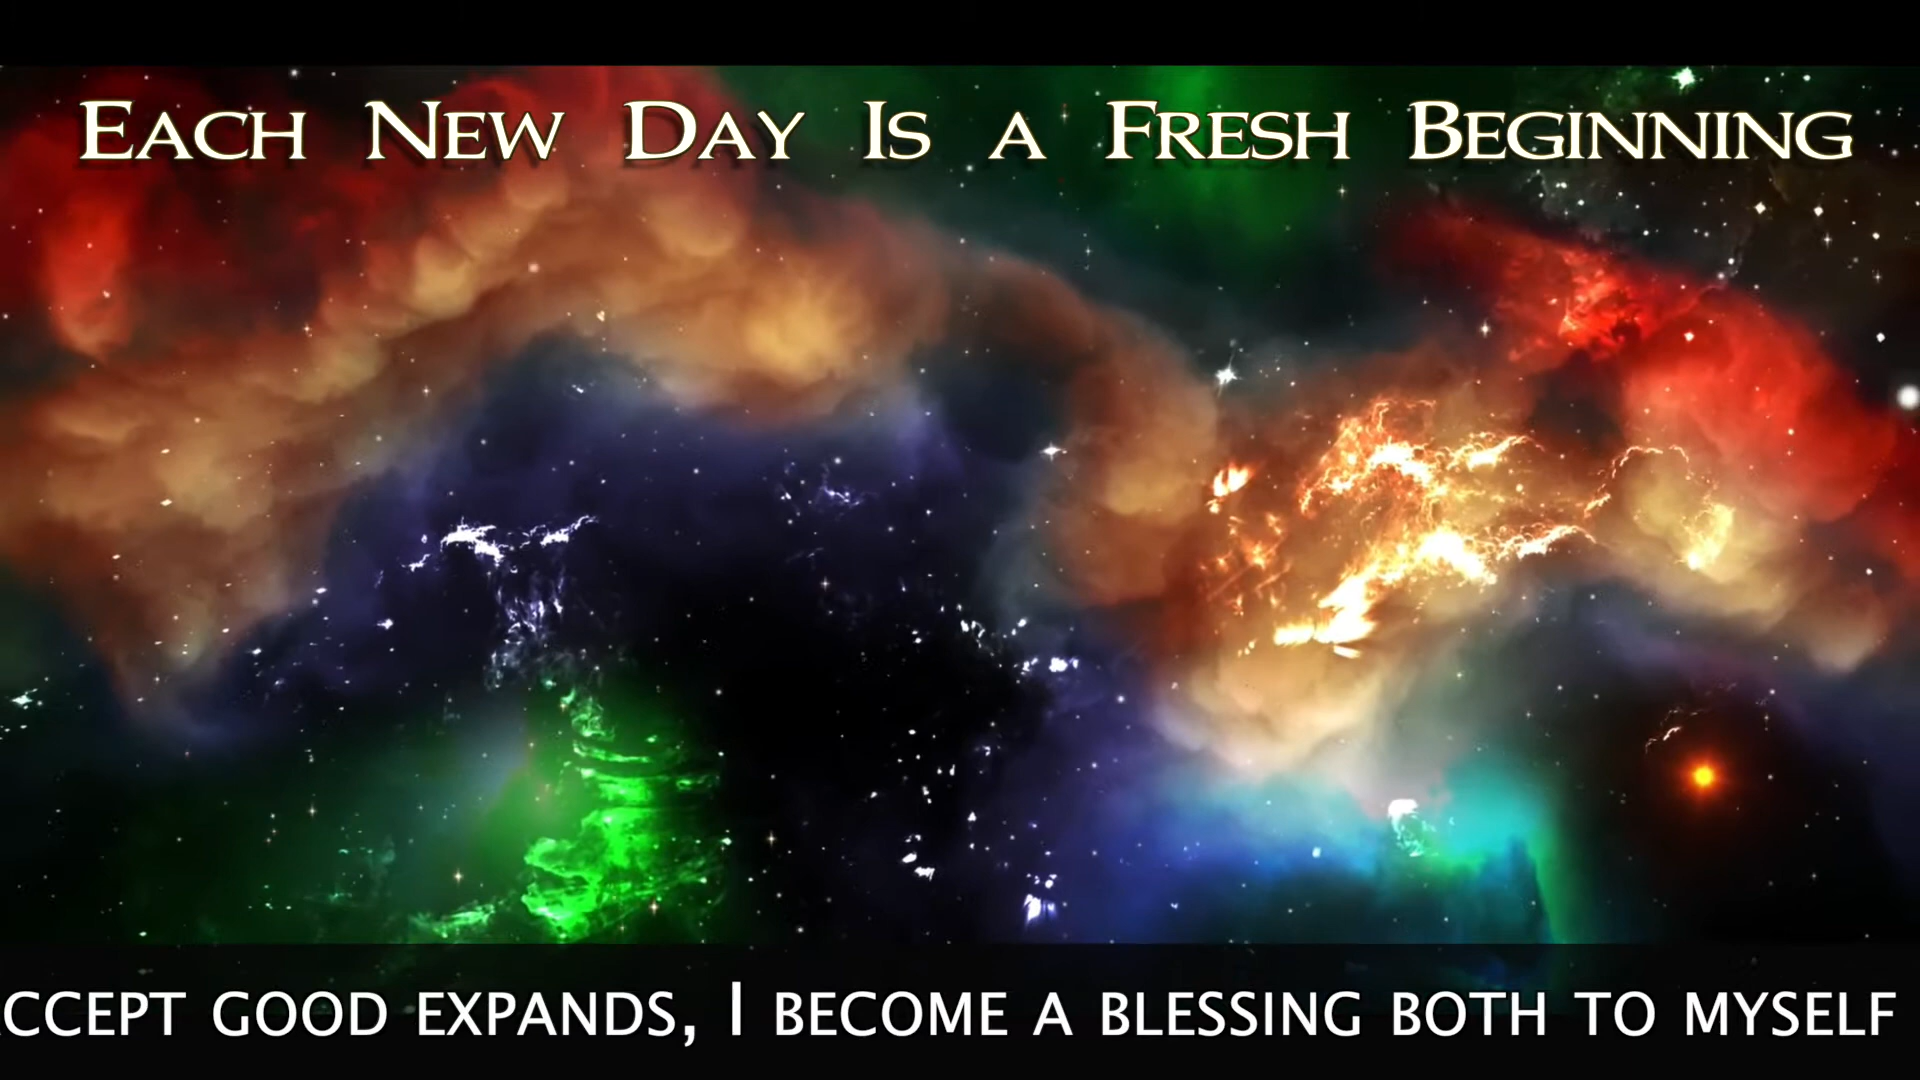 Each New Day Is a Fresh Beginning
ccept good expands, I become a blessing both to myself